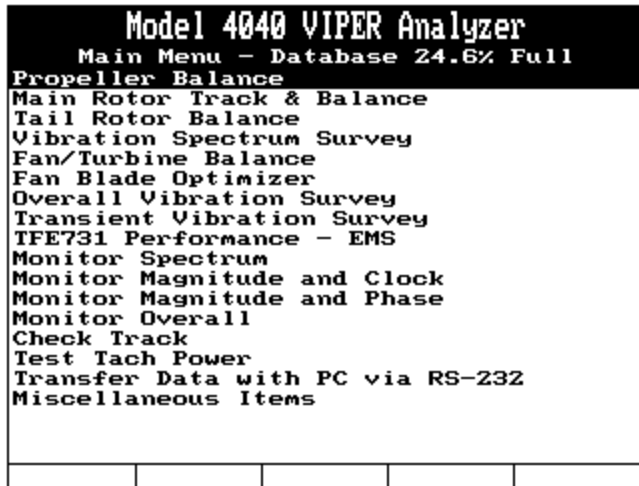 Model 4040 VIPER Analyzer
Main Menu - Database 24.6% Full
Propeller Balance
Main Rotor Track & Balance
Tail Rotor Balance
Vibration Spectrum Survey
Fan/Turbine Balance
Fan Blade Optimizer
Overall Vibration Survey
Transient Vibration Survey
TFE731 Performance - EMS
Monitor Spectrum
Monitor Magnitude and Clock
Monitor Magnitude and Phase
Monitor Overall
Check Track
Test Tach Power
Transfer Data with PC via RS-232
Miscellaneous Items